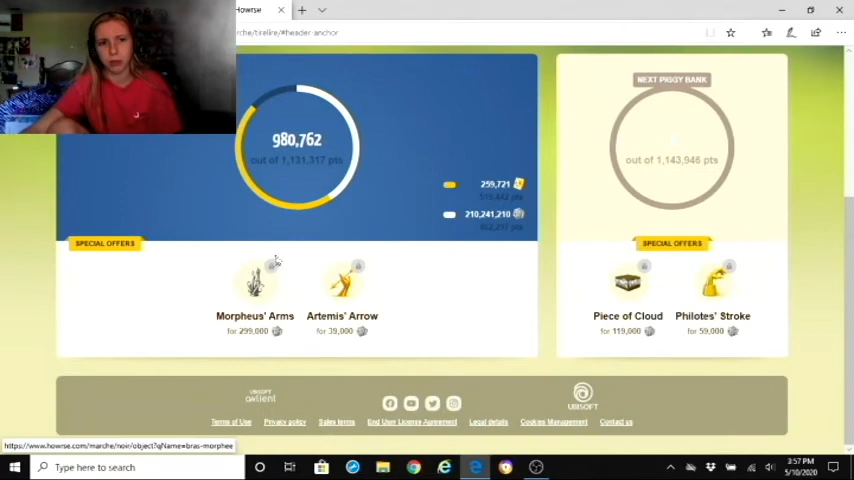 Howrse
rche/tirelire/#header-anchor
NEXT PIGGY BANK
980,762
out of 1,131,317 pts
out of 1,143,946 pts
259,721
519,442 pts
210,241,210
SPECIAL OFFERS
SPECIAL OFFERS
Morpheus' Arms
Artemis' Arrow
Piece of Cloud
Philotes' Stroke
for 299,000
for 39,000
for 119,000
for 59,000
UBISOFT
owlient
UBISOFT
Terms of Use
Privacy policy
Sales terms
End User License Agreement
Legal details
Cookies Management
Contact us
https://www.howrse.com/marche/noir/object?qName=bras-morphee
Type here to search
3:57 PM
5/10/2020